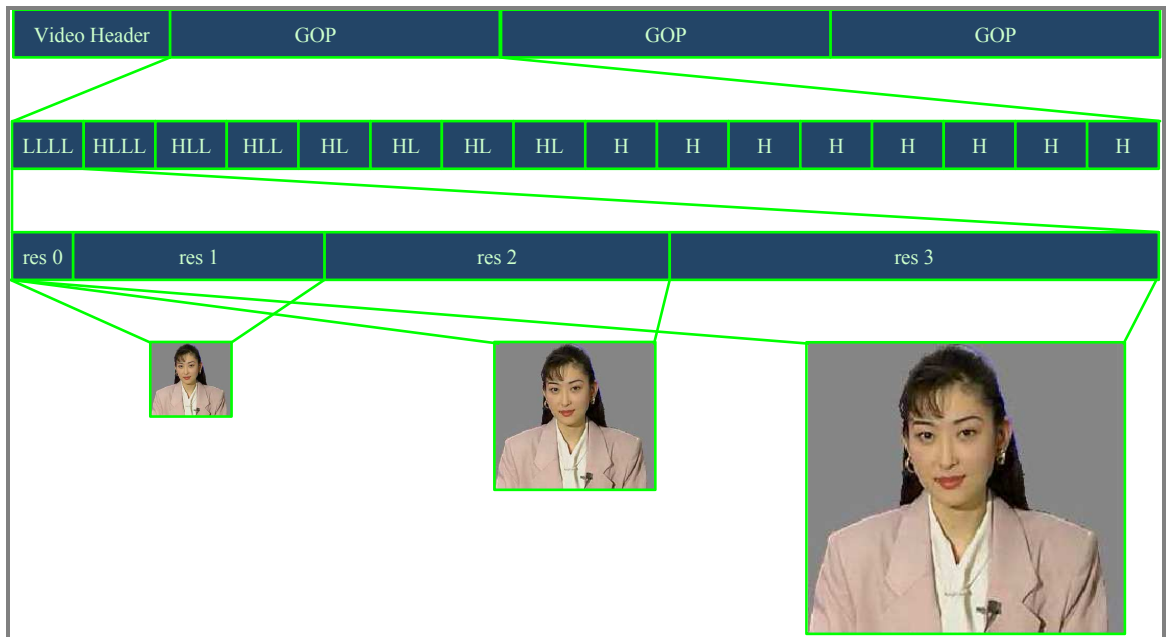 Video Header GOP GOP GOP
LLLL HLLL HLL HLL HL HL HL HL H H H H H H H H
res 0 res 1 res 2 res 3